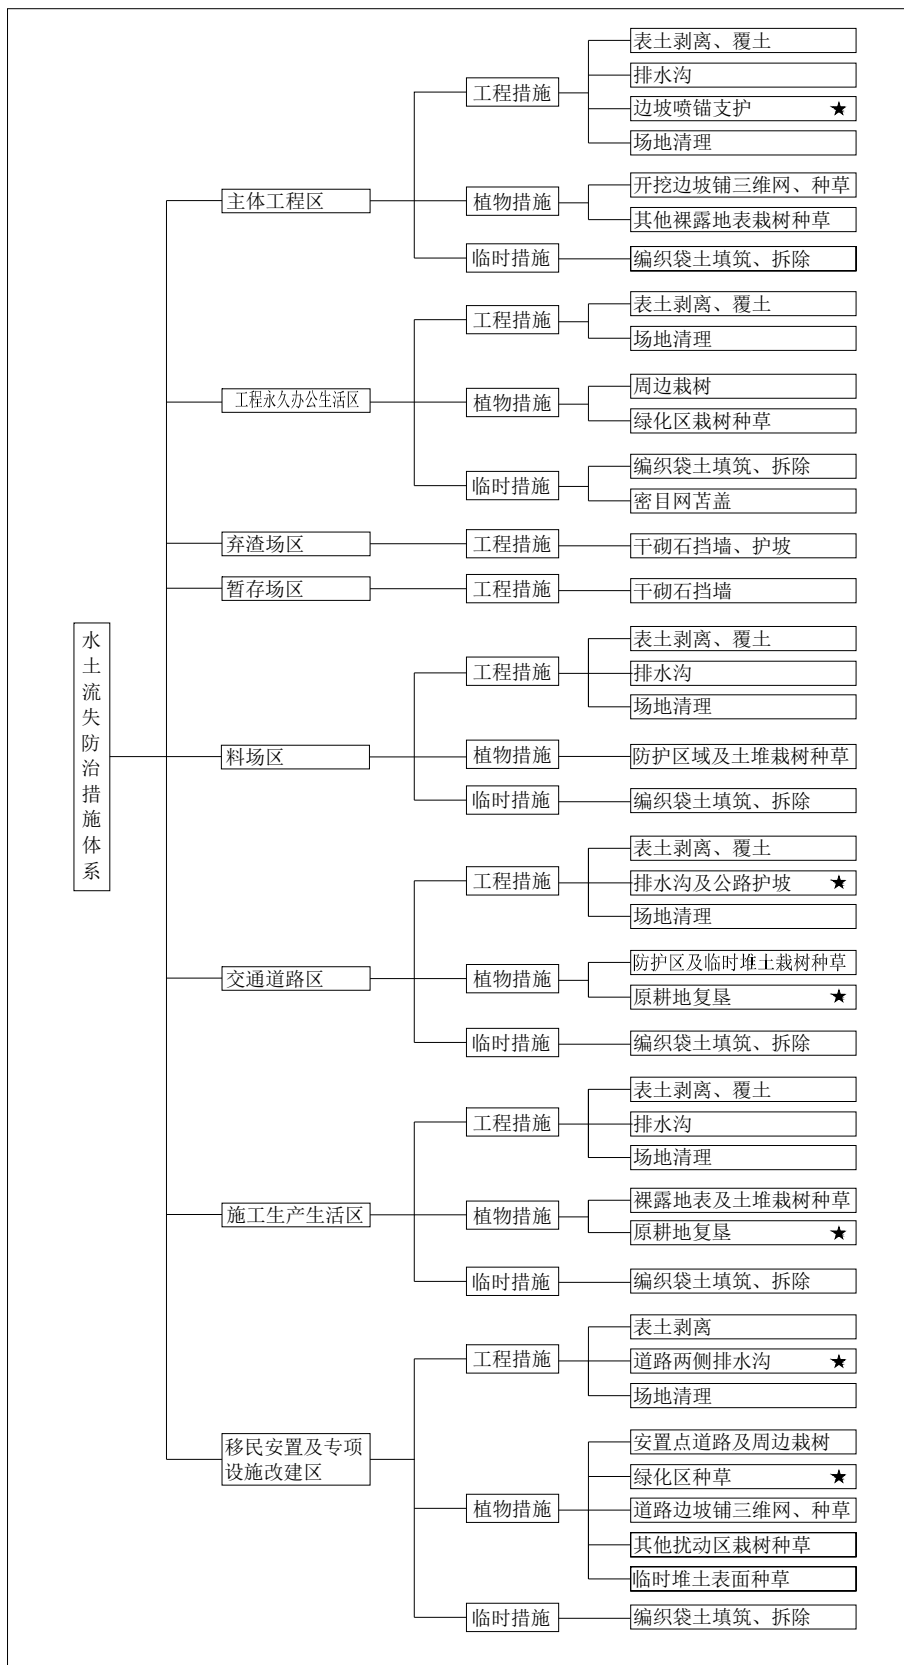 水土流失防治措施体系
主体工程区
工程措施
表土剥离、覆土
排水沟
边坡喷锚支护 ★
场地清理
植物措施
开挖边坡铺三维网、种草
其他裸露地表栽树种草
临时措施
编织袋土填筑、拆除
工程永久办公生活区
工程措施
表土剥离、覆土
场地清理
植物措施
周边栽树
绿化区栽树种草
临时措施
编织袋土填筑、拆除
密目网苫盖
弃渣场区
工程措施
干砌石挡墙、护坡
暂存场区
工程措施
干砌石挡墙
料场区
工程措施
表土剥离、覆土
排水沟
场地清理
植物措施
防护区域及土堆栽树种草
临时措施
编织袋土填筑、拆除
交通道路区
工程措施
表土剥离、覆土
排水沟及公路护坡 ★
场地清理
植物措施
防护区及临时堆土栽树种草
原耕地复垦 ★
临时措施
编织袋土填筑、拆除
施工生产生活区
工程措施
表土剥离、覆土
排水沟
场地清理
植物措施
裸露地表及土堆栽树种草
原耕地复垦 ★
临时措施
编织袋土填筑、拆除
移民安置及专项
设施改建区
工程措施
表土剥离
道路两侧排水沟 ★
场地清理
植物措施
安置点道路及周边栽树
绿化区种草 ★
道路边坡铺三维网、种草
其他扰动区栽树种草
临时堆土表面种草
临时措施
编织袋土填筑、拆除